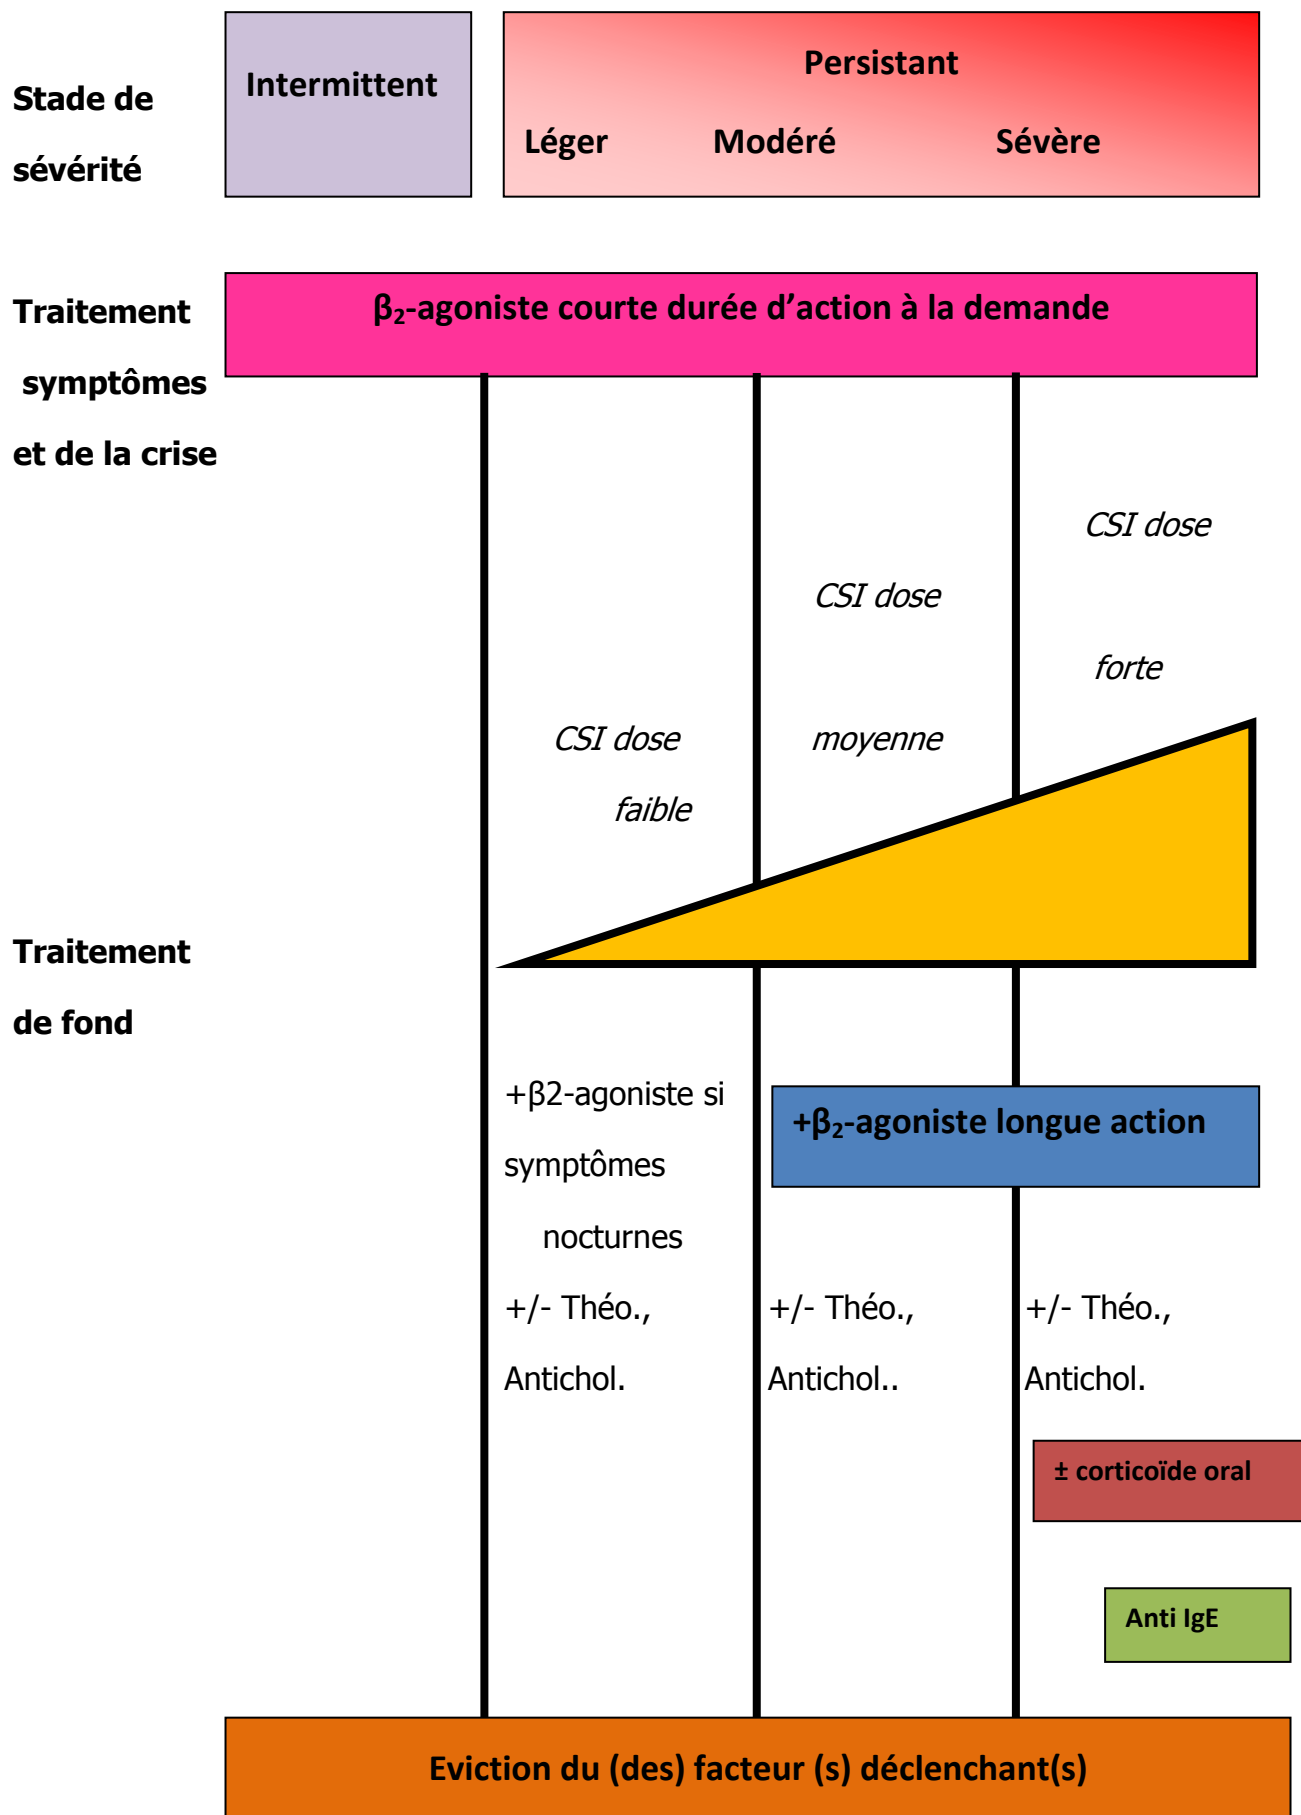 Stade de
sévérité
Intermittent
Persistant
Léger Modéré Sévère
Traitement
symptômes
et de la crise
β₂-agoniste courte durée d’action à la demande
CSI dose
faible
CSI dose
moyenne
CSI dose
forte
Traitement
de fond
+β2-agoniste si
symptômes
nocturnes
+β₂-agoniste longue action
+/- Théo.,
Antichol.
+/- Théo.,
Antichol..
+/- Théo.,
Antichol.
± corticoïde oral
Anti IgE
Eviction du (des) facteur (s) déclenchant(s)